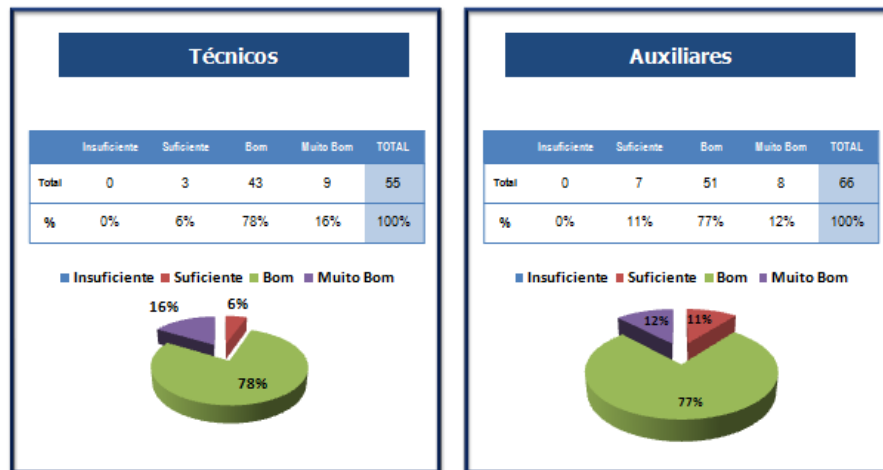 Técnicos
Insuficiente Suficiente Bom Muito Bom TOTAL
Total 0 3 43 9 55
% 0% 6% 78% 16% 100%
Insuficiente Suficiente Bom Muito Bom
16% 6%
78%
Auxiliares
Insuficiente Suficiente Bom Muito Bom TOTAL
Total 0 7 51 8 66
% 0% 11% 77% 12% 100%
Insuficiente Suficiente Bom Muito Bom
12% 11%
77%